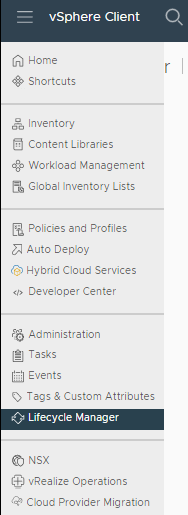 vSphere Client
Home
Shortcuts
Inventory
Content Libraries
Workload Management
Global Inventory Lists
Policies and Profiles
Auto Deploy
Hybrid Cloud Services
Developer Center
Administration
Tasks
Events
Tags & Custom Attributes
Lifecycle Manager
NSX
vRealize Operations
Cloud Provider Migration